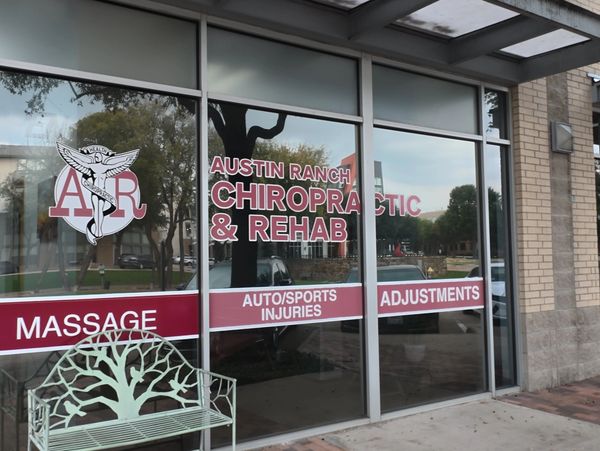 AR
AUSTIN RANCH
CHIROPRACTIC
& REHAB
MASSAGE
AUTO/SPORTS
INJURIES
ADJUSTMENTS